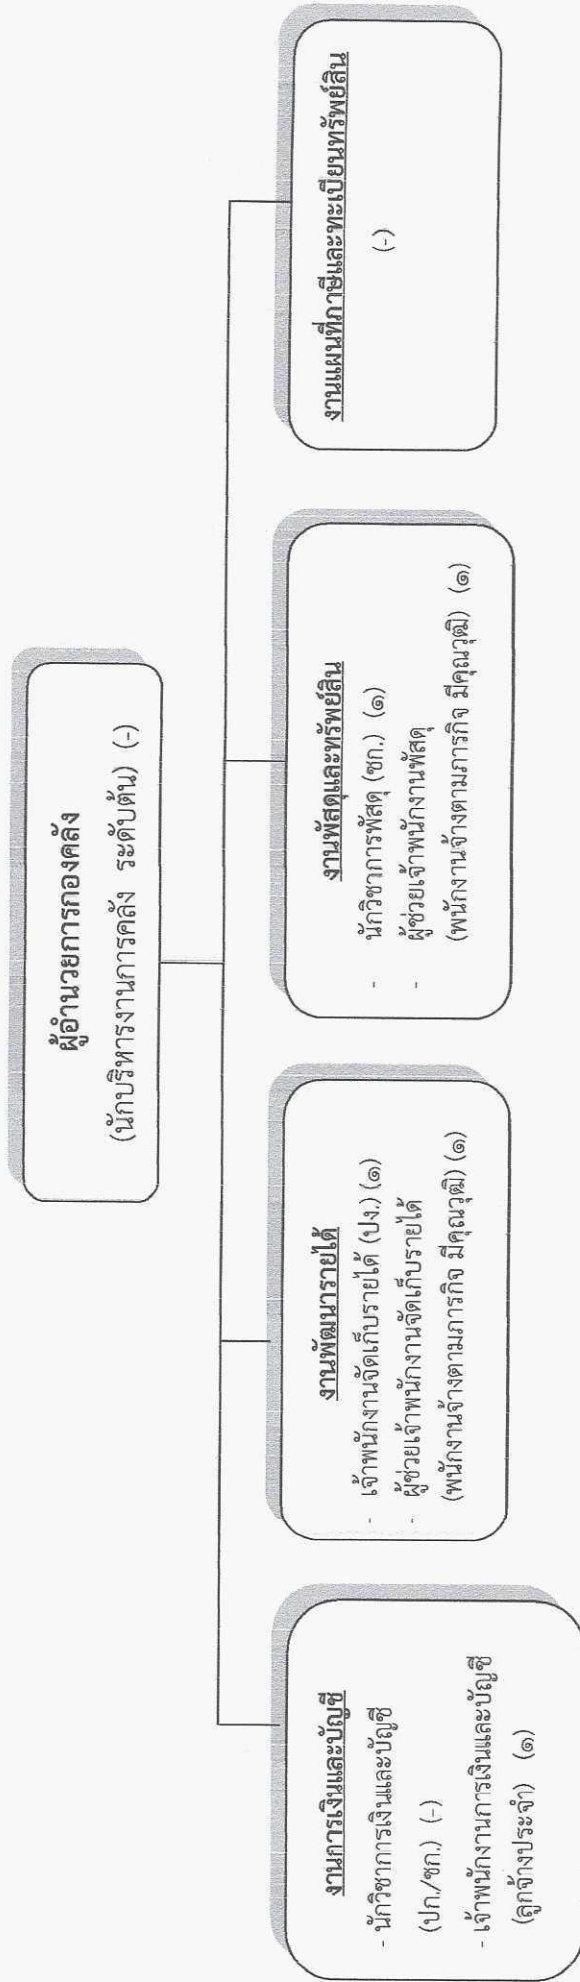 ผู้อำนวยการกองคลัง
(นักบริหารงานการคลัง ระดับต้น) (-)
งานการเงินและบัญชี
- นักวิชาการเงินและบัญชี
(ปก./ชก.) (-)
- เจ้าพนักงานการเงินและบัญชี
(ลูกจ้างประจำ) (๑)
งานพัฒนารายได้
- เจ้าพนักงานจัดเก็บรายได้ (ปง.) (๑)
- ผู้ช่วยเจ้าพนักงานจัดเก็บรายได้
(พนักงานจ้างตามภารกิจ มีคุณวุฒิ) (๑)
งานพัสดุและทรัพย์สิน
- นักวิชาการพัสดุ (ชก.) (๑)
- ผู้ช่วยเจ้าพนักงานพัสดุ
(พนักงานจ้างตามภารกิจ มีคุณวุฒิ) (๑)
งานแผนที่ภาษีและทะเบียนทรัพย์สิน
(-)